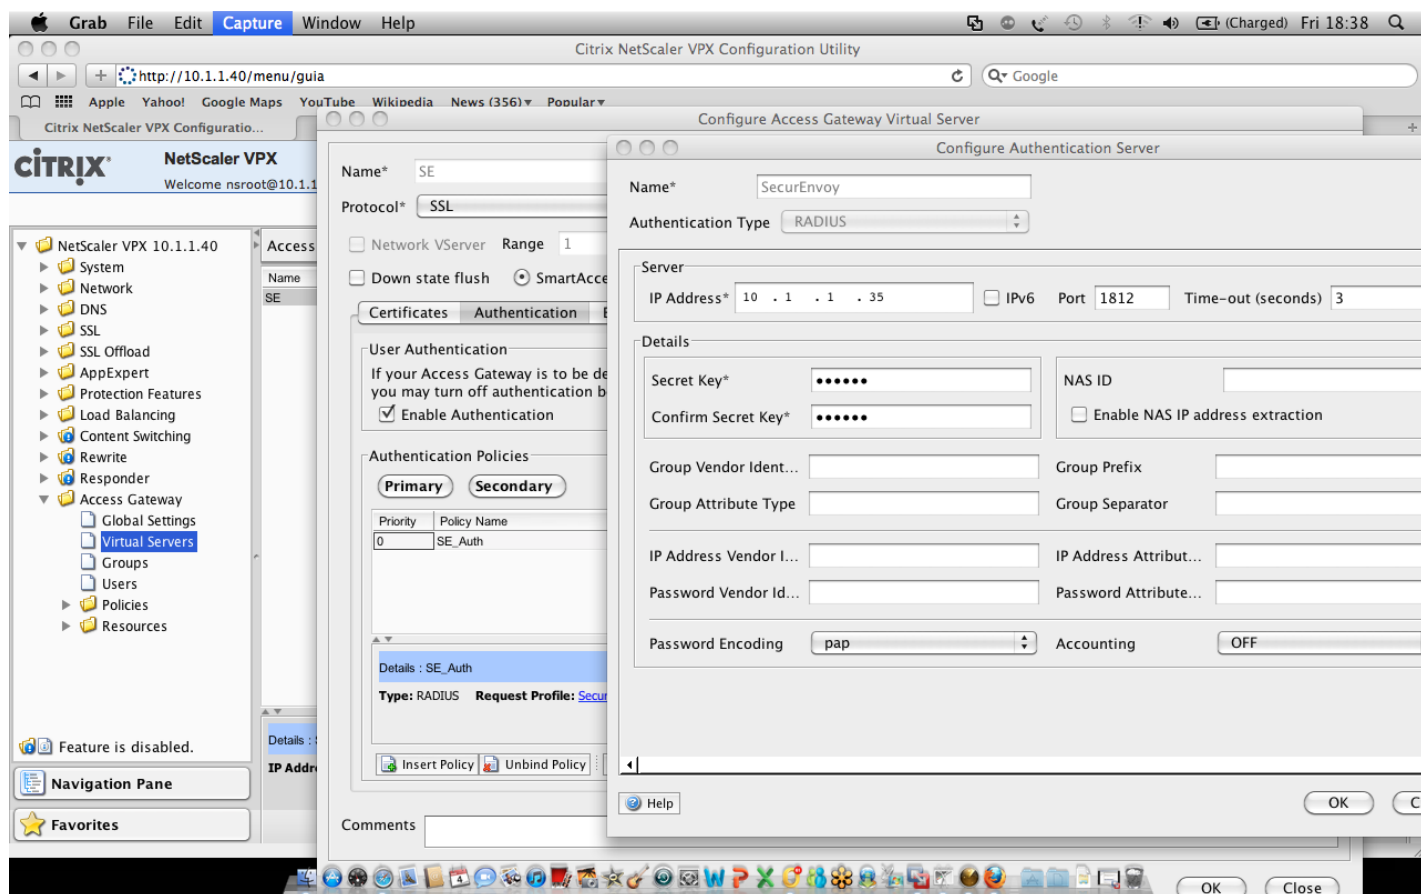 Grab File Edit Capture Window Help (Charged) Fri 18:38
Citrix NetScaler VPX Configuration Utility
http://10.1.1.40/menu/guia Google
Apple Yahoo! Google Maps YouTube Wikipedia News (356) Popular
Citrix NetScaler VPX Configuratio...
CITRIX NetScaler VPX
Welcome nsroot@10.1.1
NetScaler VPX 10.1.1.40
System
Network
DNS
SSL
SSL Offload
AppExpert
Protection Features
Load Balancing
Content Switching
Rewrite
Responder
Access Gateway
Global Settings
Virtual Servers
Groups
Users
Policies
Resources
Feature is disabled.
Navigation Pane
Favorites
Access
Name
SE
Details :
IP Addr
Configure Access Gateway Virtual Server
Name* SE
Protocol* SSL
Network VServer Range 1
Down state flush SmartAcce
Certificates Authentication
User Authentication
If your Access Gateway is to be de
you may turn off authentication b
Enable Authentication
Authentication Policies
Primary Secondary
Priority Policy Name
0 SE_Auth
Details : SE_Auth
Type: RADIUS Request Profile: Secur
Insert Policy Unbind Policy
Comments
OK Close
Configure Authentication Server
Name* SecurEnvoy
Authentication Type RADIUS
Server
IP Address* 10 . 1 . 1 . 35 IPv6 Port 1812 Time-out (seconds) 3
Details
Secret Key* ••••••
Confirm Secret Key* ••••••
NAS ID
Enable NAS IP address extraction
Group Vendor Ident... Group Prefix
Group Attribute Type Group Separator
IP Address Vendor I... IP Address Attribut...
Password Vendor Id... Password Attribute...
Password Encoding pap Accounting OFF
Help OK C